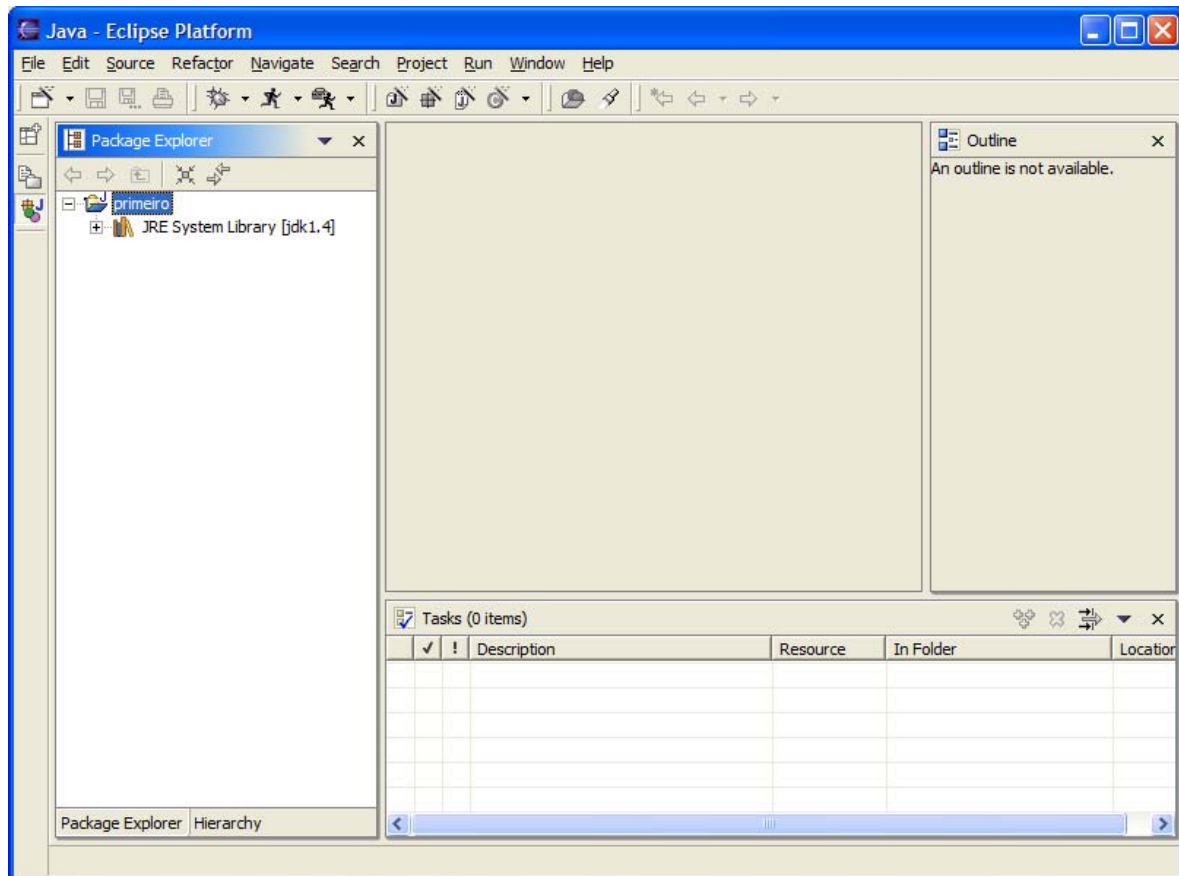 Java - Eclipse Platform
File Edit Source Refactor Navigate Search Project Run Window Help
Package Explorer
primeiro
JRE System Library [jdk1.4]
Package Explorer Hierarchy
Outline
An outline is not available.
Tasks (0 items)
! Description Resource In Folder Location